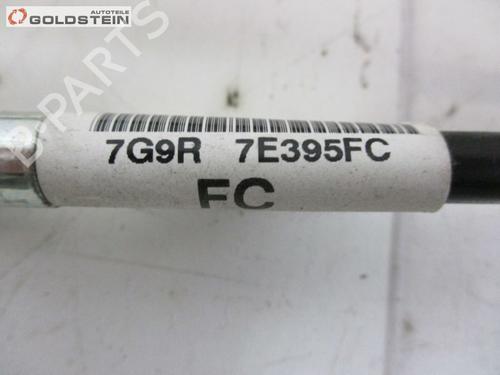 AUTOTEILE
GOLDSTEIN
B-PARTS
7G9R 7E395FC
FC